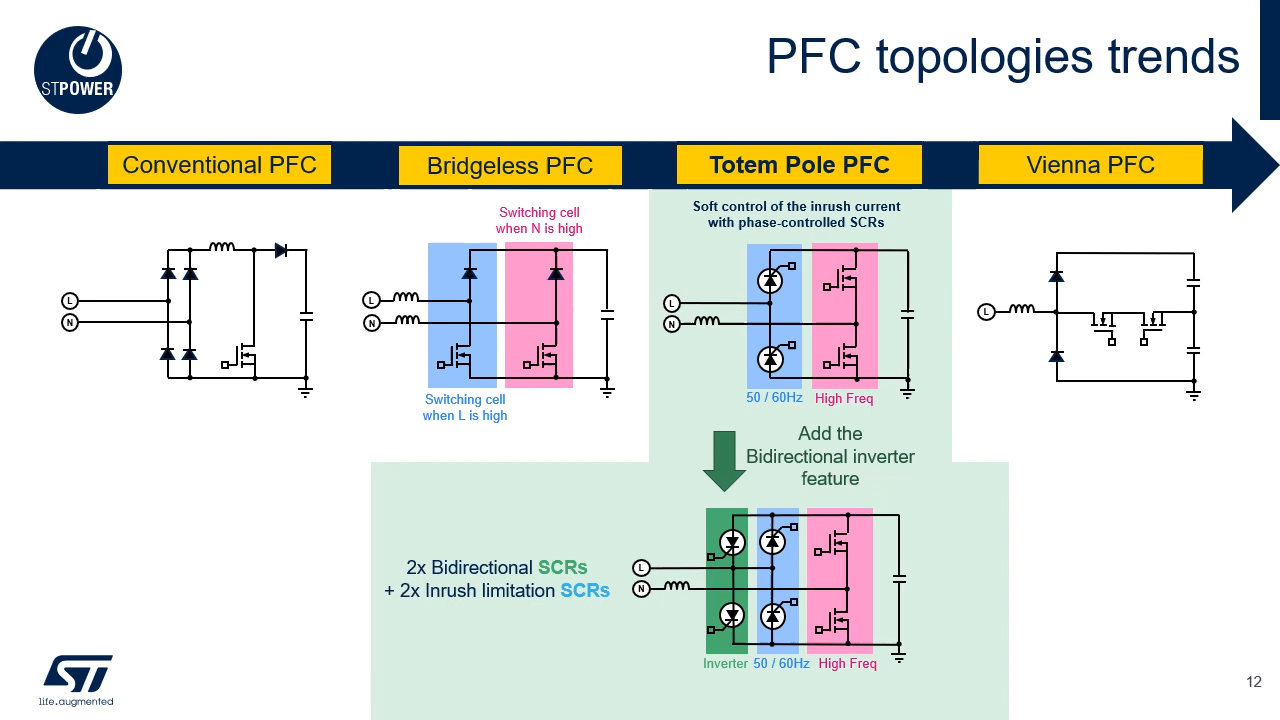 STPOWER
PFC topologies trends
Conventional PFC
Bridgeless PFC
Totem Pole PFC
Vienna PFC
L
N
Switching cell
when N is high
L
N
Switching cell
when L is high
Soft control of the inrush current
with phase-controlled SCRs
L
N
50 / 60Hz
High Freq
L
Add the
Bidirectional inverter
feature
2x Bidirectional SCRs
+ 2x Inrush limitation SCRs
L
N
Inverter
50 / 60Hz
High Freq
ST
life.augmented
12